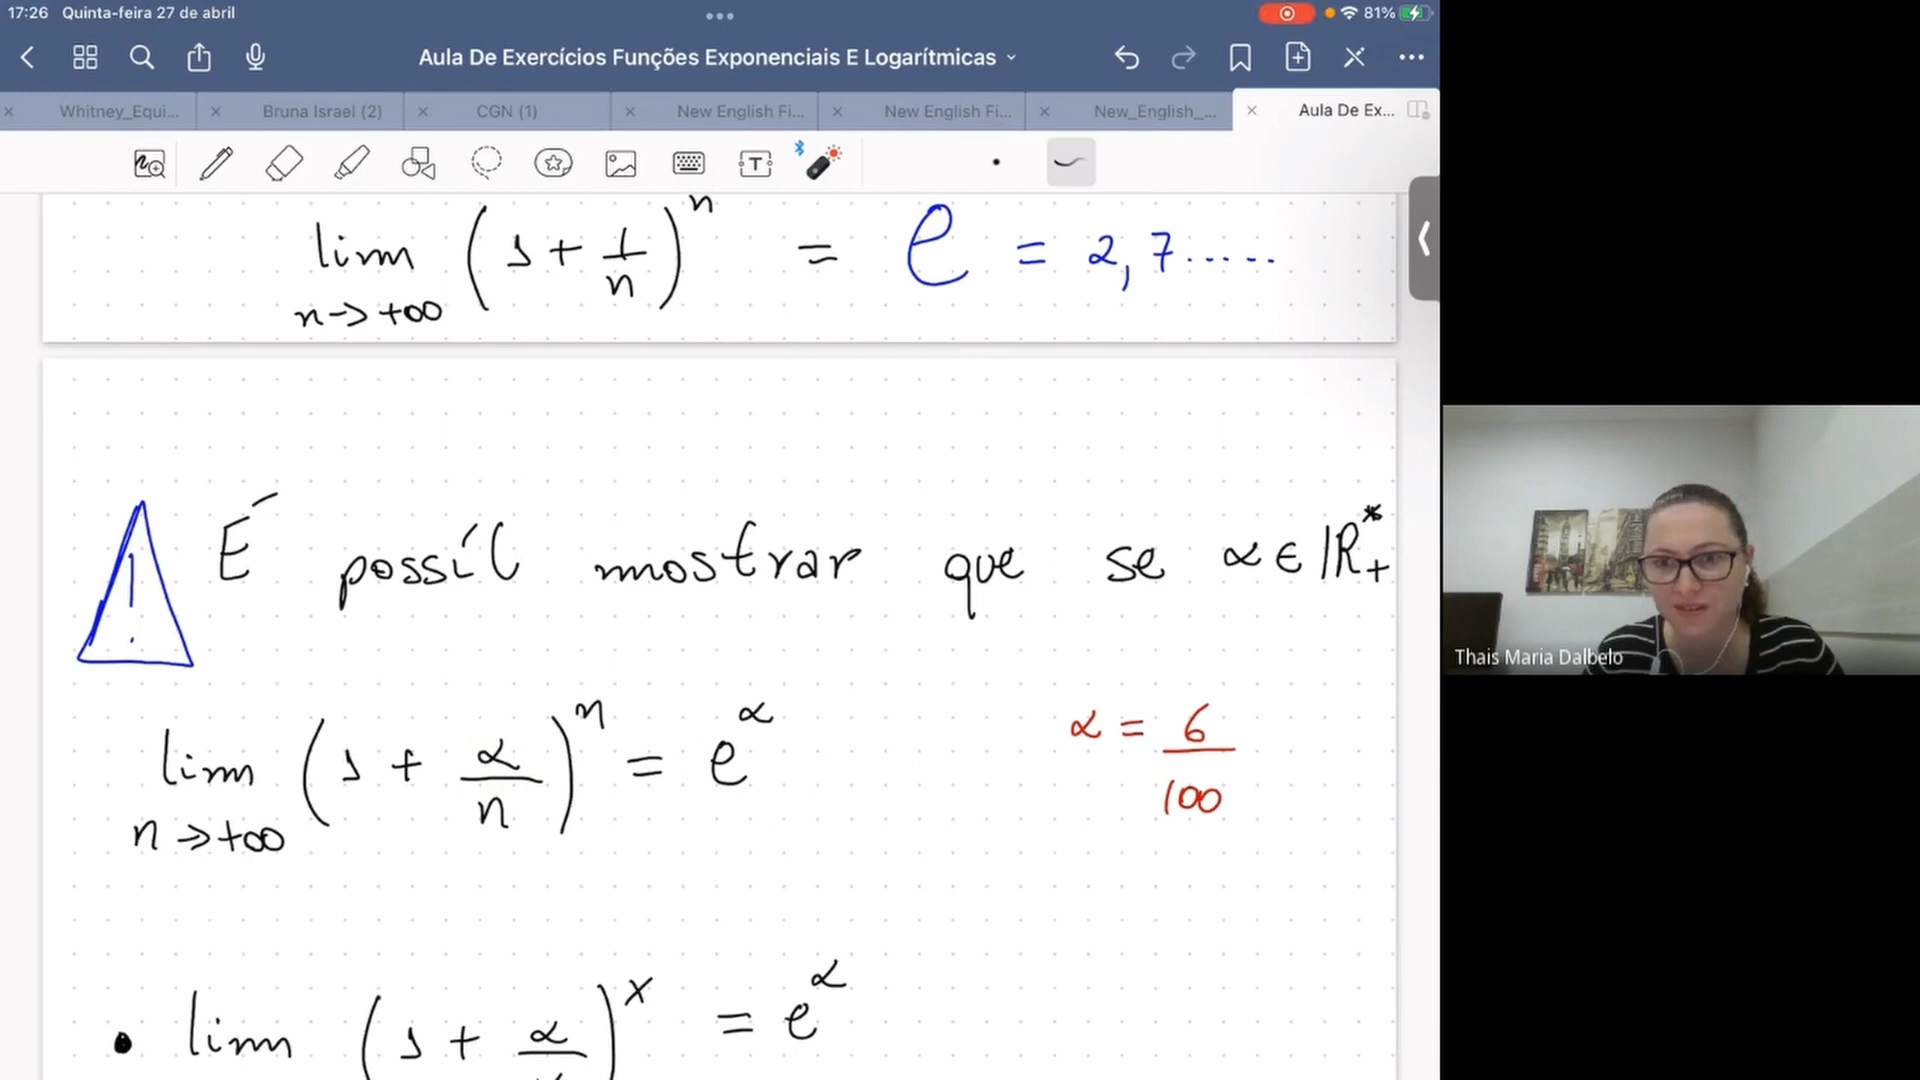 17:26 Quinta-feira 27 de abril
81%
Aula De Exercícios Funções Exponenciais E Logarítmicas
Whitney_Equi...
Bruna Israel (2)
CGN (1)
New English Fi...
New English Fi...
New_English_...
Aula De Ex...
lim n→+∞ (1 + 1/n)^n = e = 2,7.....
! É possíl mostrar que se α ∈ ℝ*+
lim n→+∞ (1 + α/n)^n = e^α
α = 6/100
• lim (1 + α/)^x = e^α
Thais Maria Dalbelo